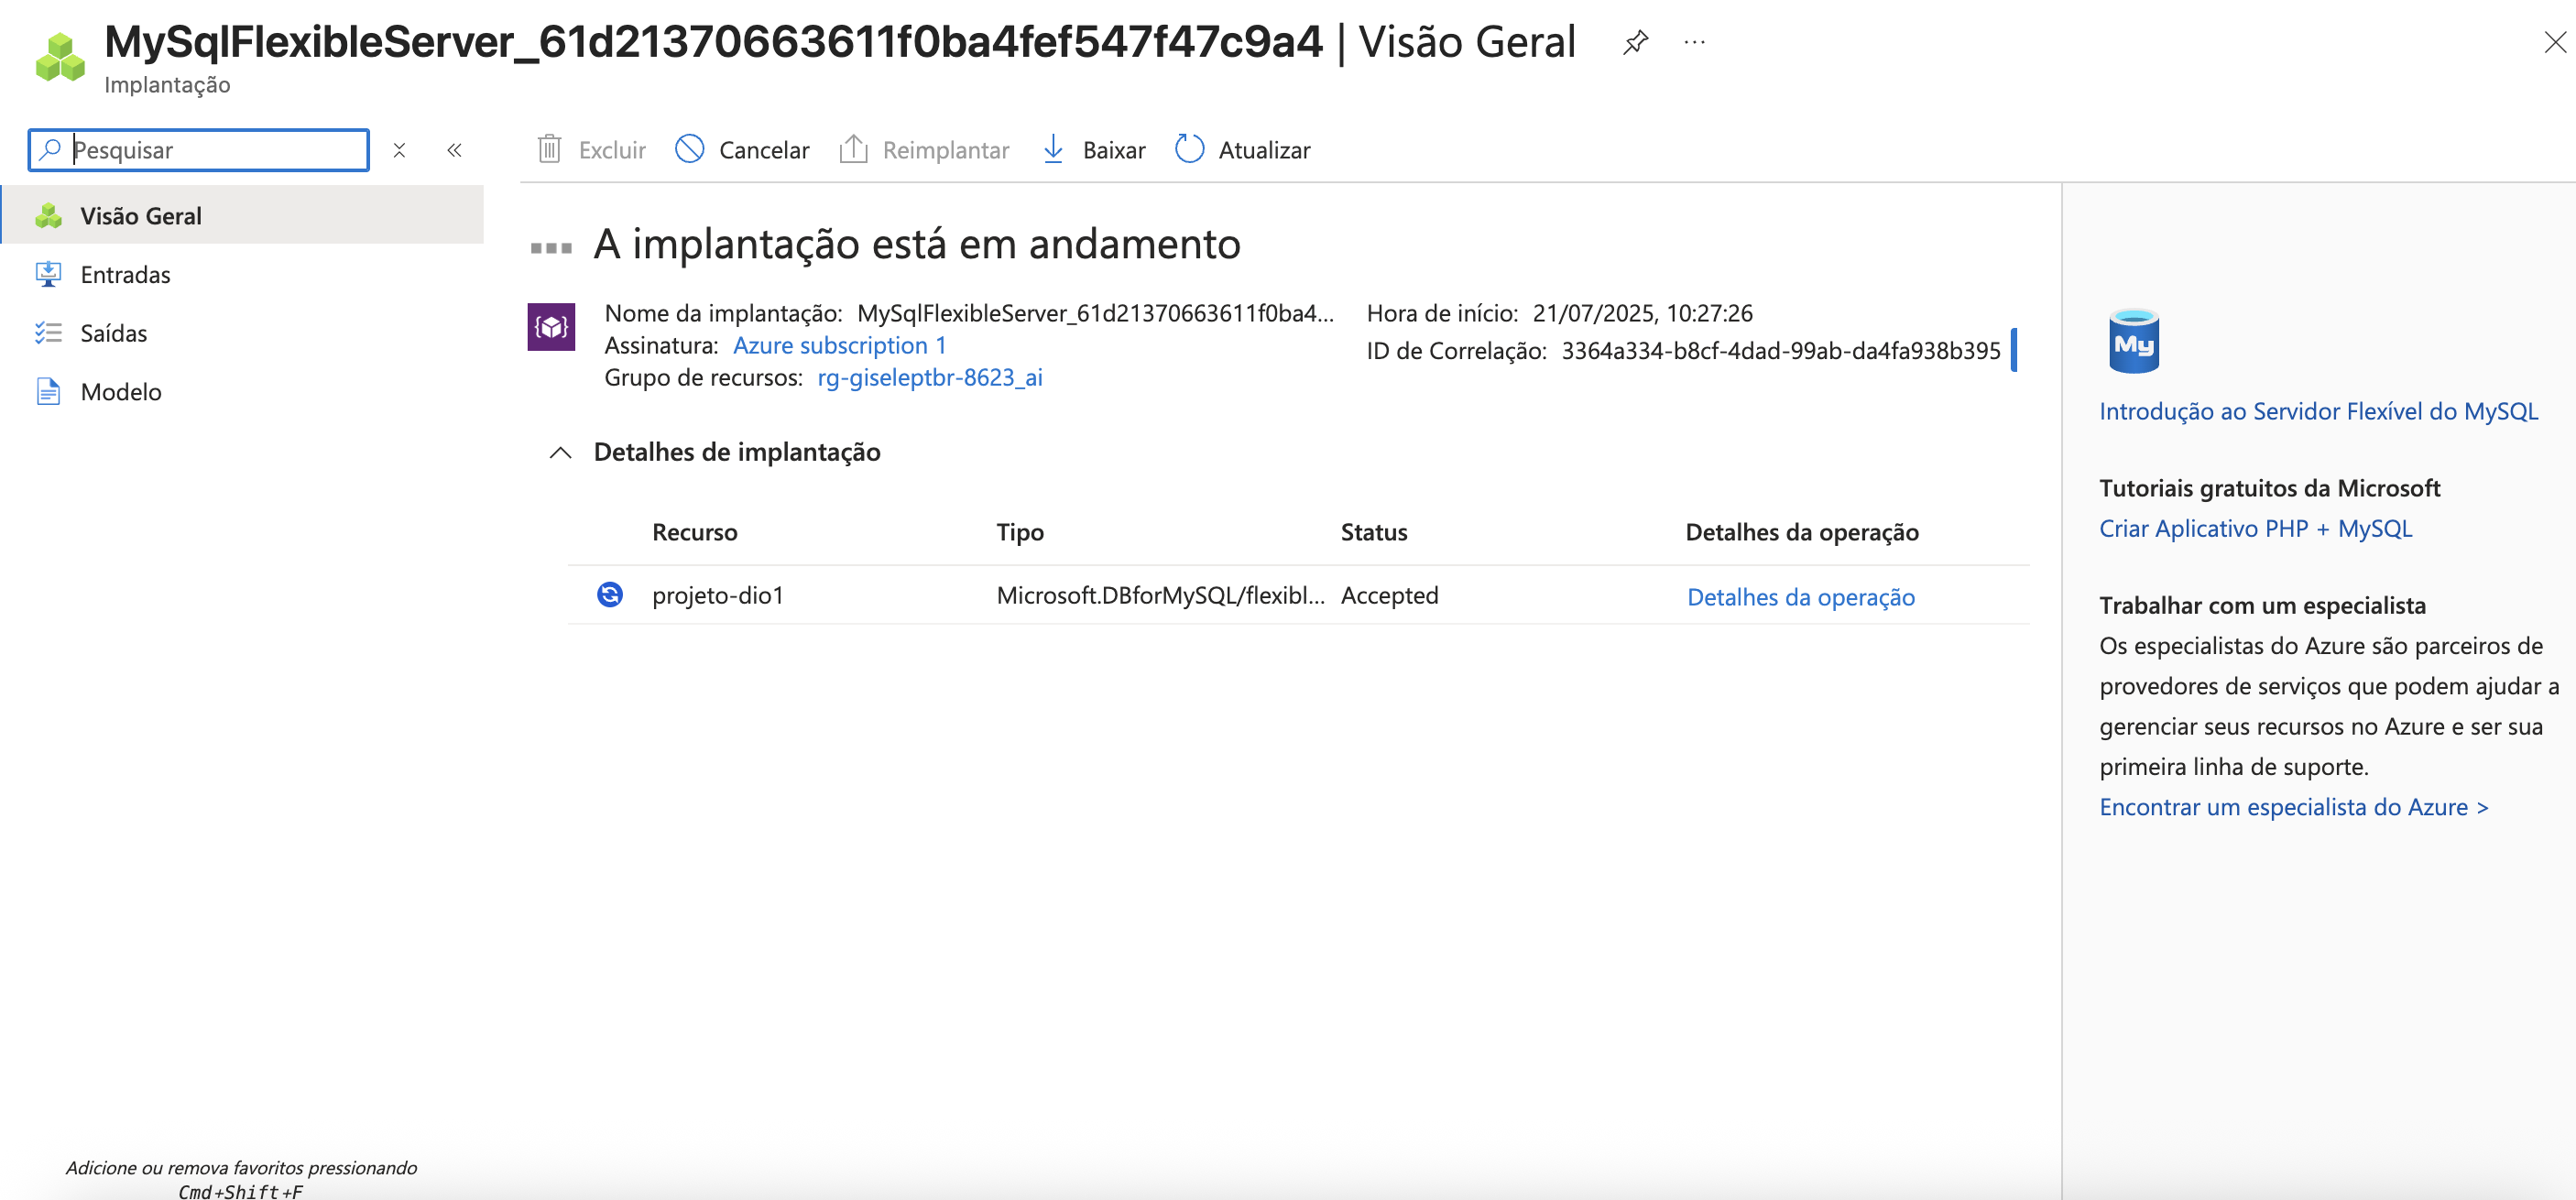 MySqlFlexibleServer_61d21370663611f0ba4fef547f47c9a4 | Visão Geral
Implantação
Pesquisar
Excluir Cancelar Reimplantar Baixar Atualizar
Visão Geral
Entradas
Saídas
Modelo
Adicione ou remova favoritos pressionando
Cmd+Shift+F
A implantação está em andamento
Nome da implantação: MySqlFlexibleServer_61d21370663611f0ba4...
Assinatura: Azure subscription 1
Grupo de recursos: rg-giseleptbr-8623_ai
Hora de início: 21/07/2025, 10:27:26
ID de Correlação: 3364a334-b8cf-4dad-99ab-da4fa938b395
Detalhes de implantação
Recurso Tipo Status Detalhes da operação
projeto-dio1 Microsoft.DBforMySQL/flexibl... Accepted Detalhes da operação
My
Introdução ao Servidor Flexível do MySQL
Tutoriais gratuitos da Microsoft
Criar Aplicativo PHP + MySQL
Trabalhar com um especialista
Os especialistas do Azure são parceiros de
provedores de serviços que podem ajudar a
gerenciar seus recursos no Azure e ser sua
primeira linha de suporte.
Encontrar um especialista do Azure >